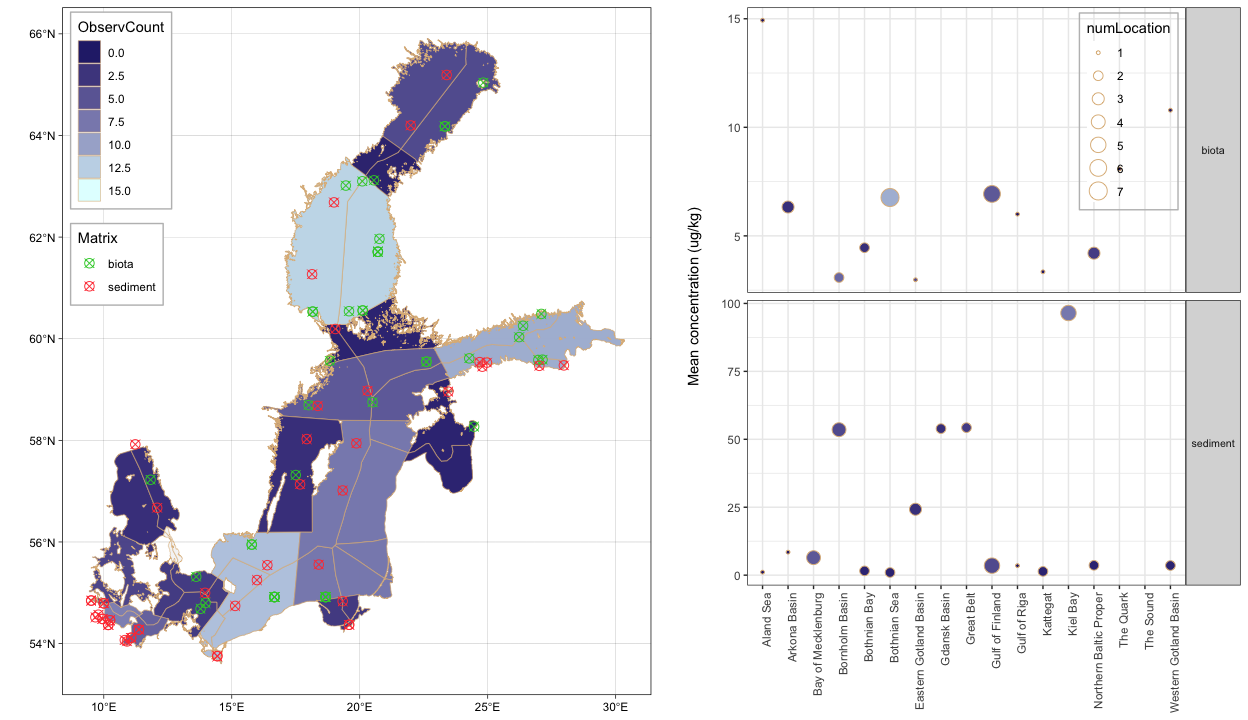 ObservCount
0.0
2.5
5.0
7.5
10.0
12.5
15.0
Matrix
biota
sediment
66°N
64°N
62°N
60°N
58°N
56°N
54°N
10°E
15°E
20°E
25°E
30°E
Mean concentration (ug/kg)
15
10
5
numLocation
1
2
3
4
5
6
7
biota
100
75
50
25
0
sediment
Aland Sea
Arkona Basin
Bay of Mecklenburg
Bornholm Basin
Bothnian Bay
Bothnian Sea
Eastern Gotland Basin
Gdansk Basin
Great Belt
Gulf of Finland
Gulf of Riga
Kattegat
Kiel Bay
Northern Baltic Proper
The Quark
The Sound
Western Gotland Basin